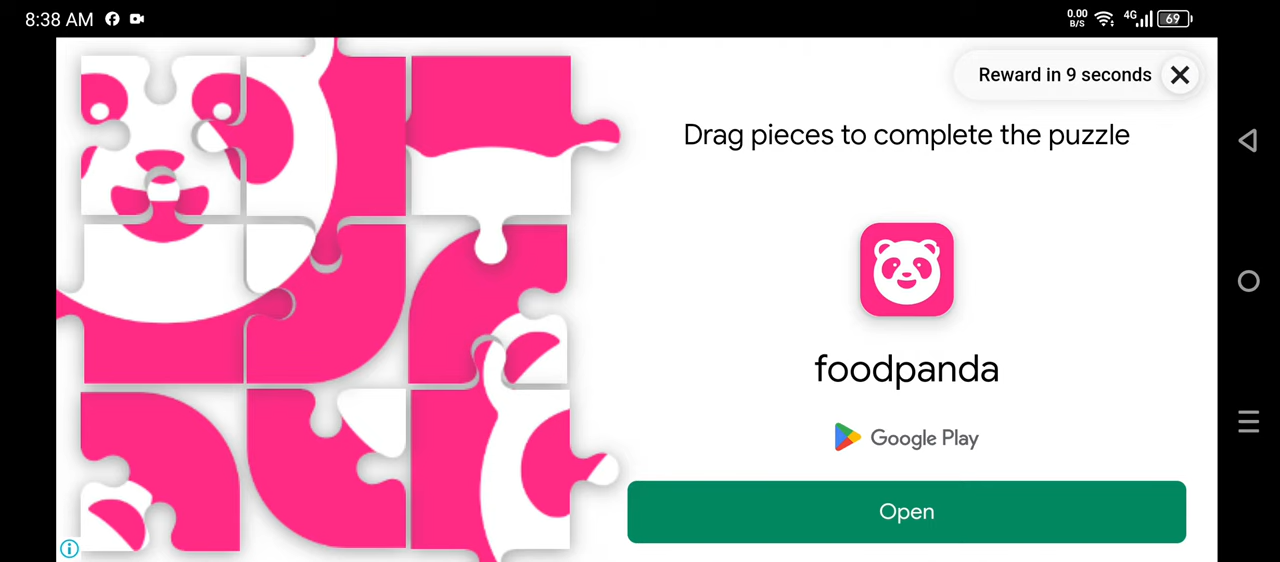 8:38 AM
0.00
B/S
4G
69
Reward in 9 seconds
Drag pieces to complete the puzzle
foodpanda
Google Play
Open